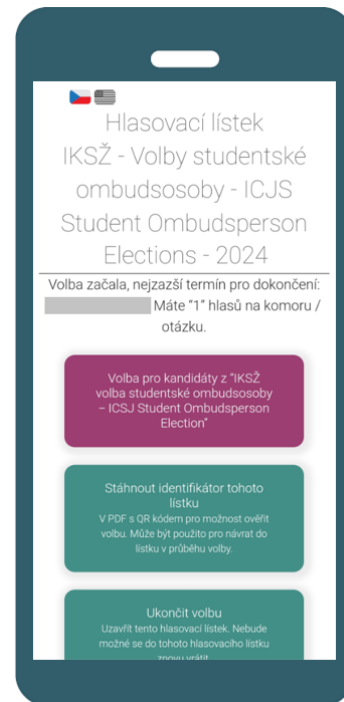 Hlasovací lístek
IKSŽ - Volby studentské
ombudsosoby - ICJS
Student Ombudsperson
Elections - 2024
Volba začala, nejzazší termín pro dokončení:
Máte "1" hlasů na komoru /
otázku.
Volba pro kandidáty z "IKSŽ
volba studentské ombudsosoby
– ICSJ Student Ombudsperson
Election"
Stáhnout identifikátor tohoto
lístku
V PDF s QR kódem pro možnost ověřit
volbu. Může být použito pro návrat do
lístku v průběhu volby.
Ukončit volbu
Uzavřít tento hlasovací lístek. Nebude
možné se do tohoto hlasovacího lístku
znovu vrátit